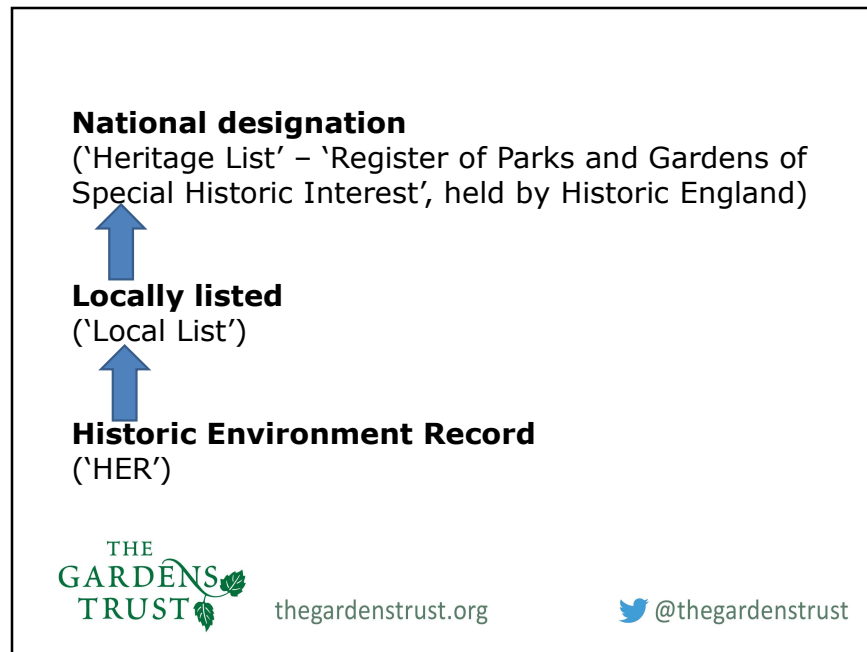 National designation
(‘Heritage List’ – ‘Register of Parks and Gardens of
Special Historic Interest’, held by Historic England)
Locally listed
(‘Local List’)
Historic Environment Record
(‘HER’)
THE
GARDENS
TRUST
thegardenstrust.org
@thegardenstrust